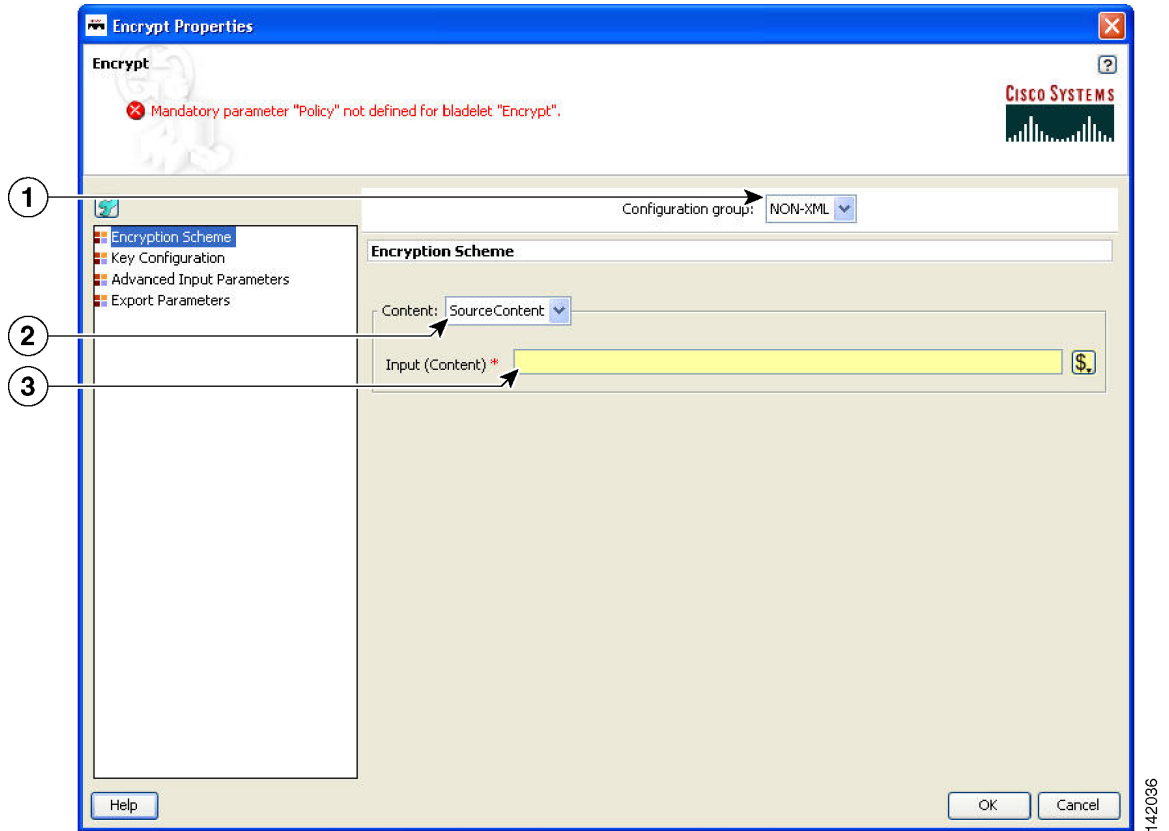 Encrypt Properties
Encrypt
Mandatory parameter "Policy" not defined for bladelet "Encrypt".
CISCO SYSTEMS
1
Configuration group: NON-XML
Encryption Scheme
Key Configuration
Advanced Input Parameters
Export Parameters
Encryption Scheme
Content: SourceContent
2
Input (Content) * $
3
Help
OK
Cancel
142036